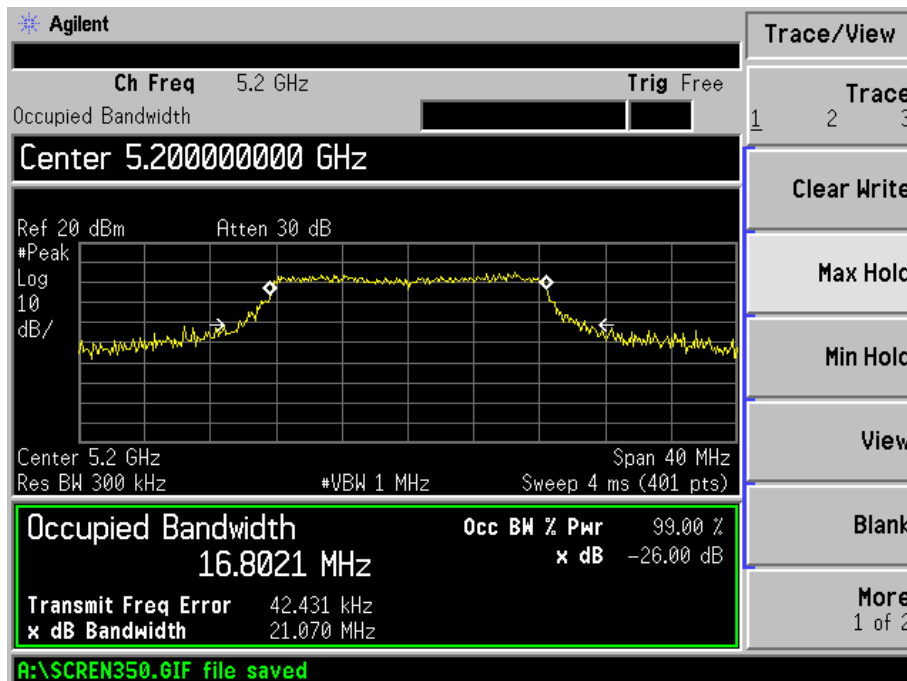 Agilent
Trace/View
Ch Freq 5.2 GHz Trig Free
Occupied Bandwidth
Trace
1 2 3
Center 5.200000000 GHz
Clear Write
Ref 20 dBm Atten 30 dB
#Peak
Log
10
dB/
Max Hold
Min Hold
View
Center 5.2 GHz Span 40 MHz
Res BW 300 kHz #VBW 1 MHz Sweep 4 ms (401 pts)
Occupied Bandwidth
16.8021 MHz
Occ BW % Pwr 99.00 %
x dB -26.00 dB
Blank
Transmit Freq Error 42.431 kHz
x dB Bandwidth 21.070 MHz
More
1 of 2
A:\SCREN350.GIF file saved